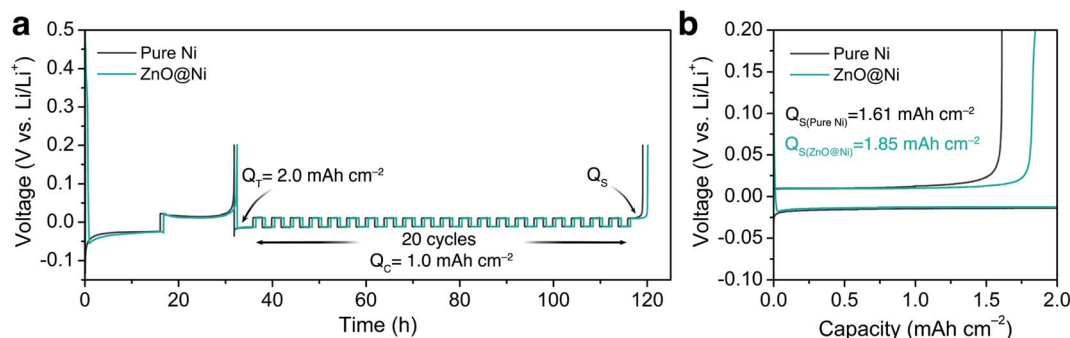 a
0.5
0.4
0.3
0.2
0.1
0.0
-0.1
Voltage (V vs. Li/Li⁺)
Pure Ni
ZnO@Ni
Q_T= 2.0 mAh cm⁻²
Q_S
20 cycles
Q_C= 1.0 mAh cm⁻²
0 20 40 60 80 100 120
Time (h)
b
0.20
0.15
0.10
0.05
0.00
-0.05
-0.10
Voltage (V vs. Li/Li⁺)
Pure Ni
ZnO@Ni
Q_S(Pure Ni)=1.61 mAh cm⁻²
Q_S(ZnO@Ni)=1.85 mAh cm⁻²
0.0 0.5 1.0 1.5 2.0
Capacity (mAh cm⁻²)